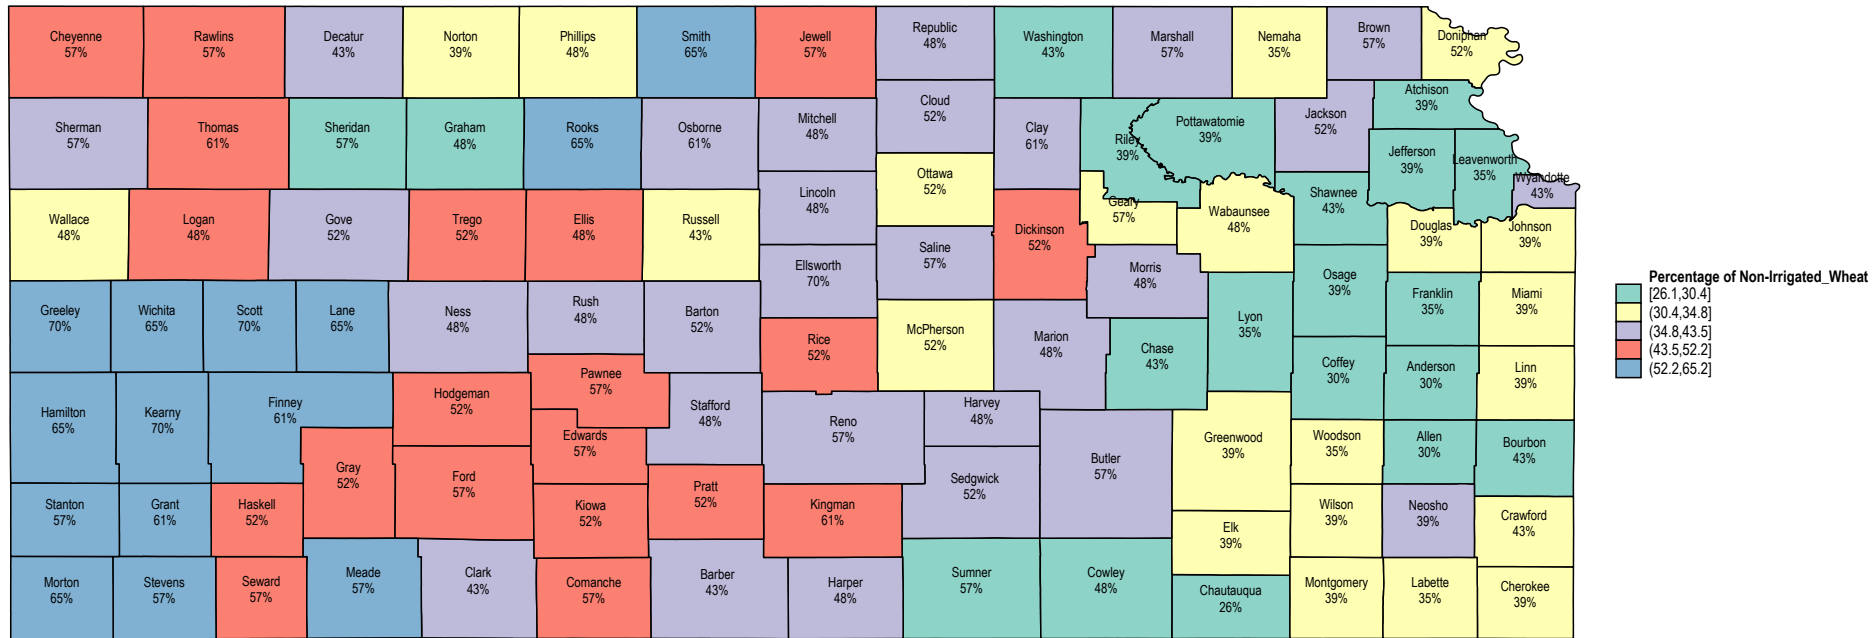 Cheyenne
57%
Rawlins
57%
Decatur
43%
Norton
39%
Phillips
48%
Smith
65%
Jewell
57%
Republic
48%
Washington
43%
Marshall
57%
Nemaha
35%
Brown
57%
Doniphan
52%
Sherman
57%
Thomas
61%
Sheridan
57%
Graham
48%
Rooks
65%
Osborne
61%
Mitchell
48%
Cloud
52%
Clay
61%
Riley
39%
Pottawatomie
39%
Jackson
52%
Atchison
39%
Jefferson
39%
Leavenworth
35%
Wyandotte
43%
Wallace
48%
Logan
48%
Gove
52%
Trego
52%
Ellis
48%
Russell
43%
Lincoln
48%
Ottawa
52%
Saline
57%
Dickinson
52%
Geary
57%
Wabaunsee
48%
Shawnee
43%
Douglas
39%
Johnson
39%
Ellsworth
70%
Morris
48%
Osage
39%
Franklin
35%
Miami
39%
Greeley
70%
Wichita
65%
Scott
70%
Lane
65%
Ness
48%
Rush
48%
Barton
52%
Rice
52%
McPherson
52%
Marion
48%
Chase
43%
Lyon
35%
Coffey
30%
Anderson
30%
Linn
39%
Hamilton
65%
Kearny
70%
Finney
61%
Hodgeman
52%
Pawnee
57%
Stafford
48%
Reno
57%
Harvey
48%
Edwards
57%
Gray
52%
Ford
57%
Sedgwick
52%
Butler
57%
Greenwood
39%
Woodson
35%
Allen
30%
Bourbon
43%
Stanton
57%
Grant
61%
Haskell
52%
Kiowa
52%
Pratt
52%
Kingman
61%
Elk
39%
Wilson
39%
Neosho
39%
Crawford
43%
Morton
65%
Stevens
57%
Seward
57%
Meade
57%
Clark
43%
Comanche
57%
Barber
43%
Harper
48%
Sumner
57%
Cowley
48%
Chautauqua
26%
Montgomery
39%
Labette
35%
Cherokee
39%
Percentage of Non-Irrigated_Wheat
[26.1,30.4]
(30.4,34.8]
(34.8,43.5]
(43.5,52.2]
(52.2,65.2]